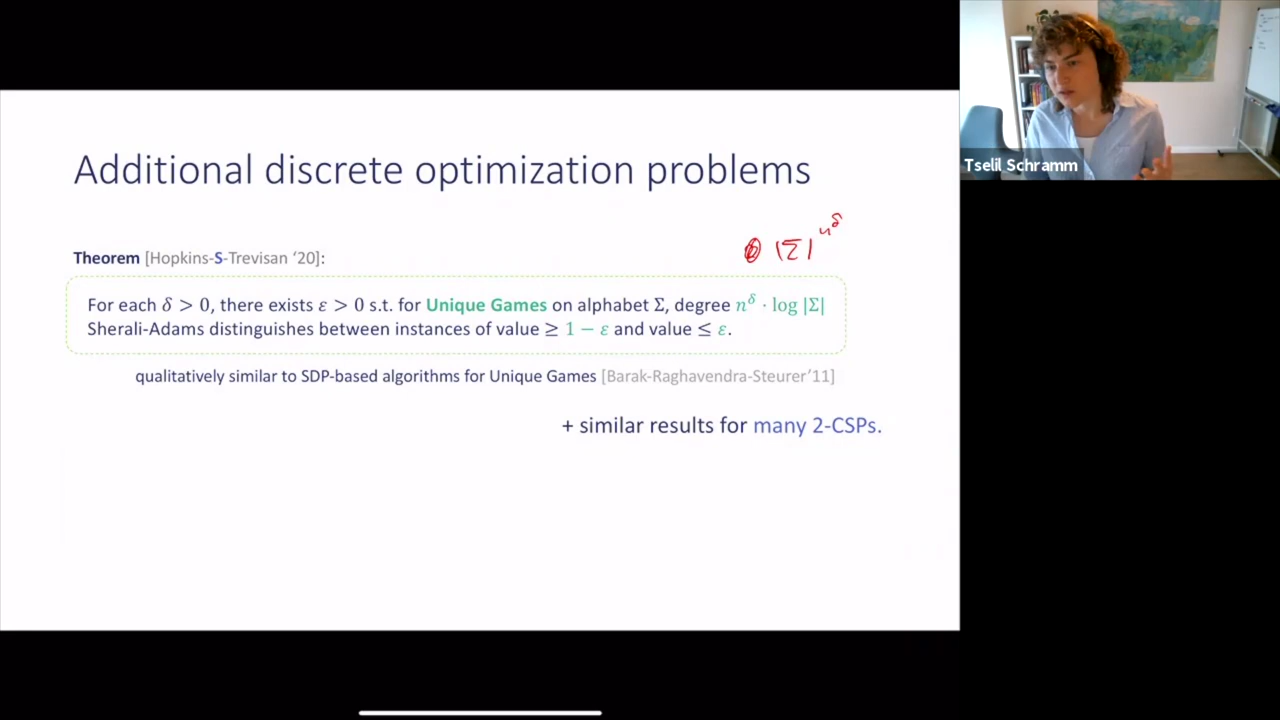 Additional discrete optimization problems
|Σ|^{n^δ}
Theorem [Hopkins-S-Trevisan ‘20]:
For each δ > 0, there exists ε > 0 s.t. for Unique Games on alphabet Σ, degree n^δ · log |Σ|
Sherali-Adams distinguishes between instances of value ≥ 1 − ε and value ≤ ε.
qualitatively similar to SDP-based algorithms for Unique Games [Barak-Raghavendra-Steurer’11]
+ similar results for many 2-CSPs.
Tselil Schramm